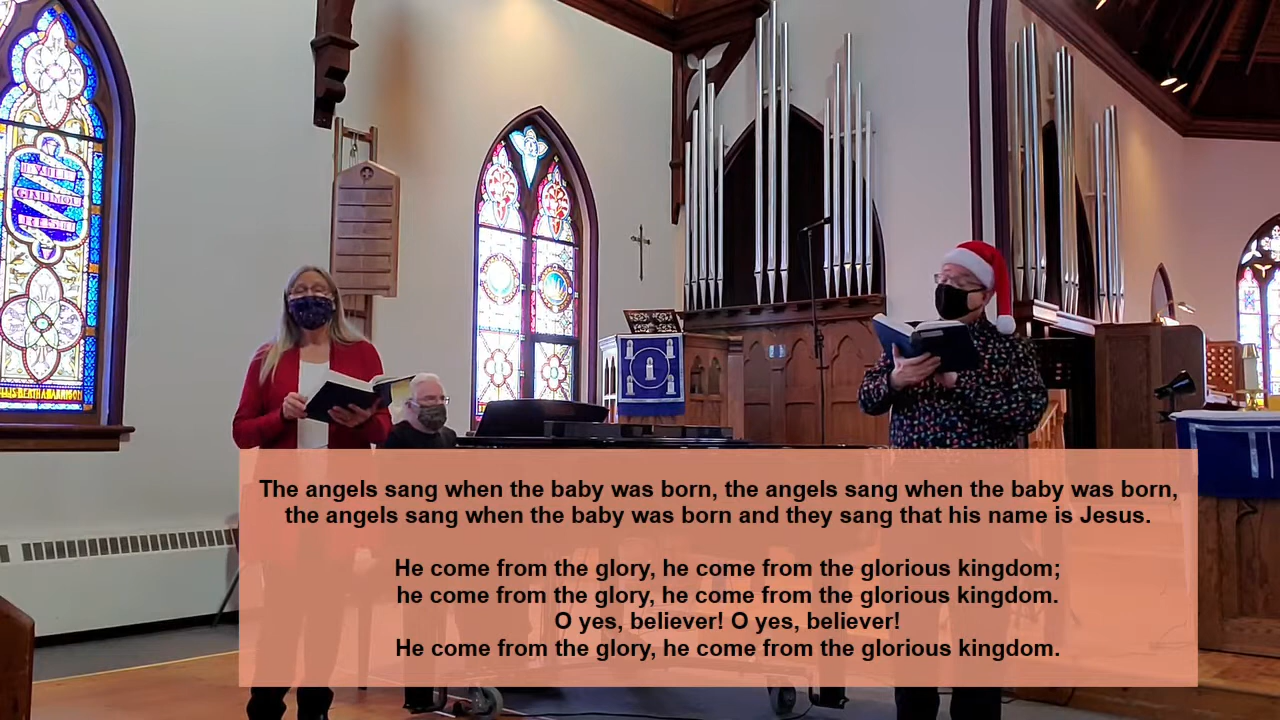 The angels sang when the baby was born, the angels sang when the baby was born,
the angels sang when the baby was born and they sang that his name is Jesus.
He come from the glory, he come from the glorious kingdom;
he come from the glory, he come from the glorious kingdom.
O yes, believer! O yes, believer!
He come from the glory, he come from the glorious kingdom.